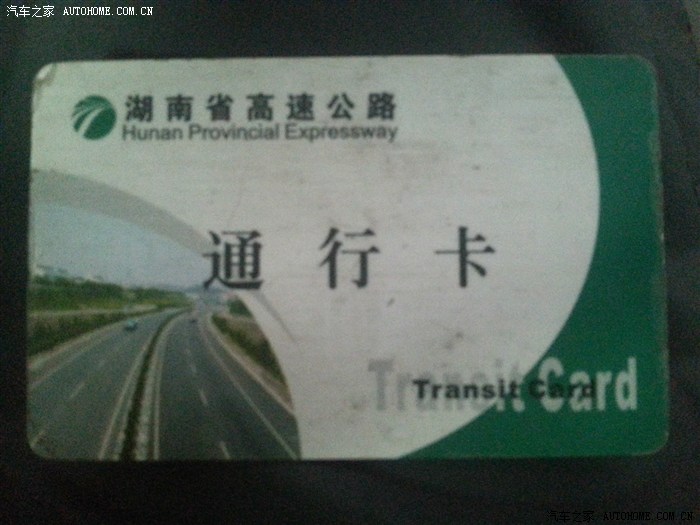 汽车之家 AUTOHOME.COM.CN
湖南省高速公路
Hunan Provincial Expressway
通行卡
Transit Card
Transit Card
汽车之家 AUTOHOME.COM.CN